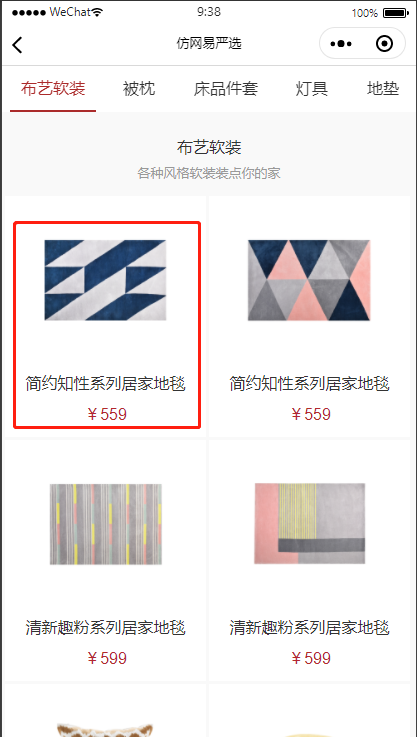 ●●●●● WeChat 9:38 100%
仿网易严选
布艺软装 被枕 床品件套 灯具 地垫
布艺软装
各种风格软装装点你的家
简约知性系列居家地毯 简约知性系列居家地毯
￥559 ￥559
清新趣粉系列居家地毯 清新趣粉系列居家地毯
￥599 ￥599